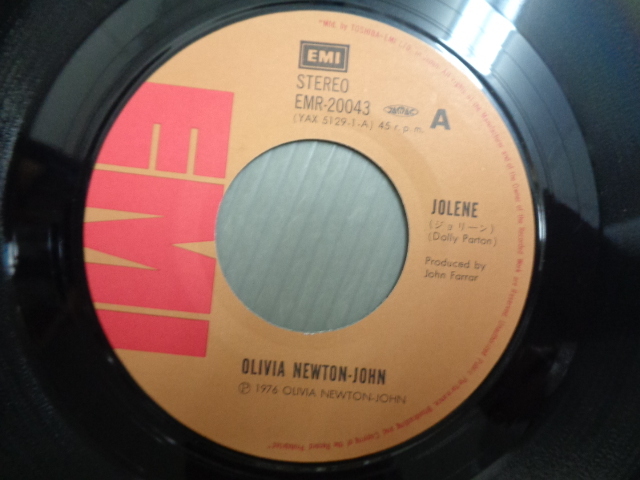 EMI
STEREO
EMR-20043
(YAX 5129-1-A) 45 r.p.m.
A
JOLENE
(ジョリーン)
(Dolly Parton)
Produced by
John Farrar
EMI
OLIVIA NEWTON-JOHN
Ⓟ 1976 OLIVIA NEWTON-JOHN